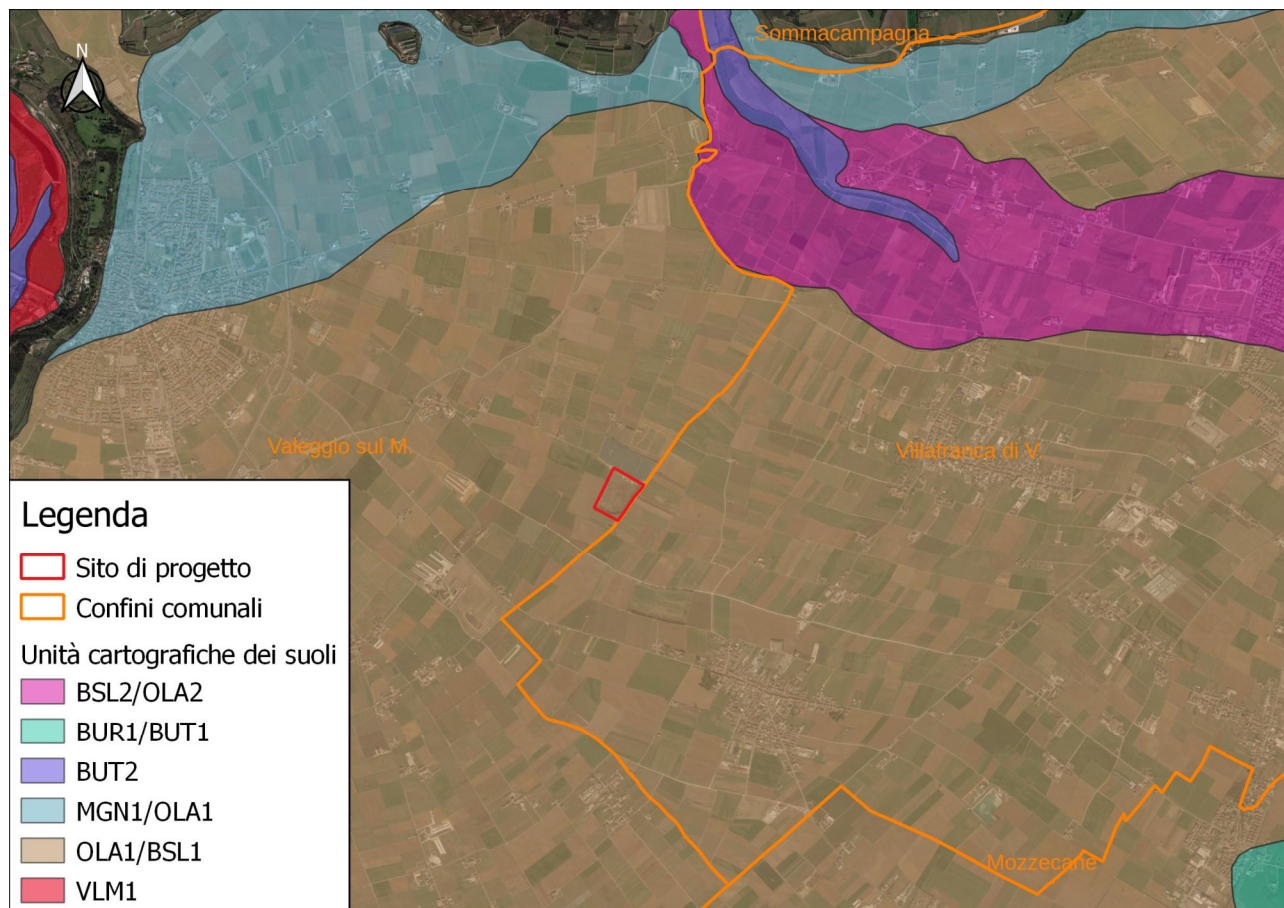 N
Sommacampagna
Valeggio sul M.
Villafranca di V.
Legenda
Sito di progetto
Confini comunali
Unità cartografiche dei suoli
BSL2/OLA2
BUR1/BUT1
BUT2
MGN1/OLA1
OLA1/BSL1
VLM1
Mozzecane